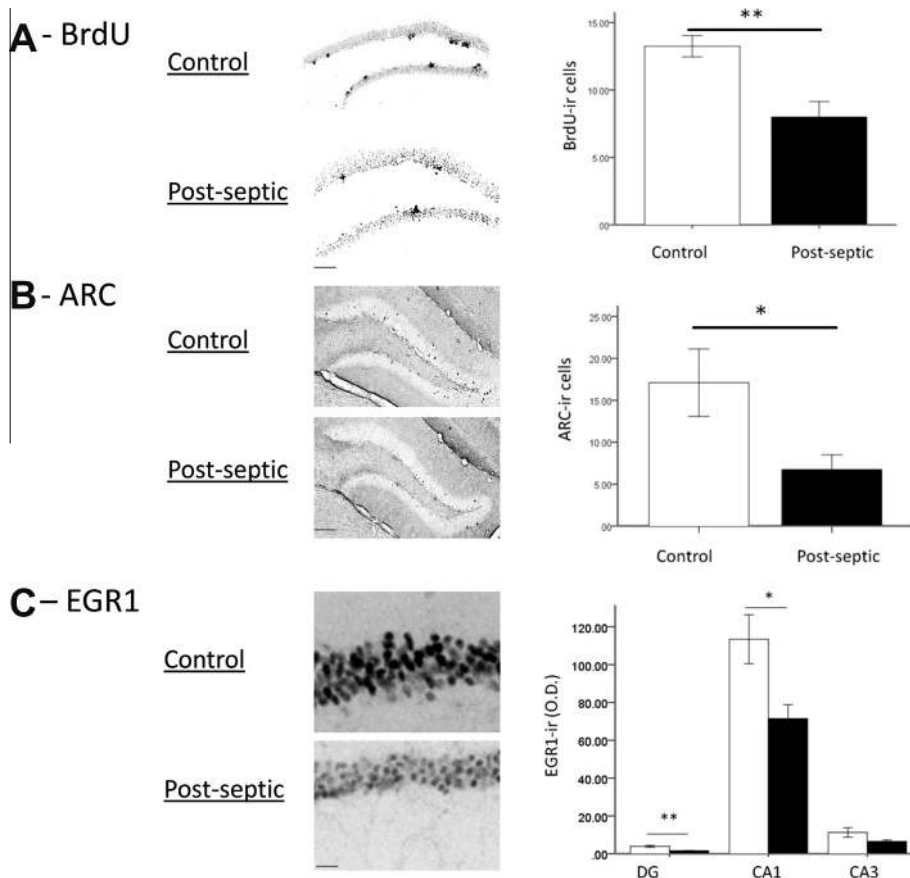 A - BrdU
Control
Post-septic
**
15.00
10.00
5.00
.00
BrdU-ir cells
Control
Post-septic
B - ARC
Control
Post-septic
*
25.00
20.00
15.00
10.00
5.00
.00
ARC-ir cells
Control
Post-septic
C – EGR1
Control
Post-septic
*
**
120.00
100.00
80.00
60.00
40.00
20.00
.00
EGR1-ir (O.D.)
DG
CA1
CA3